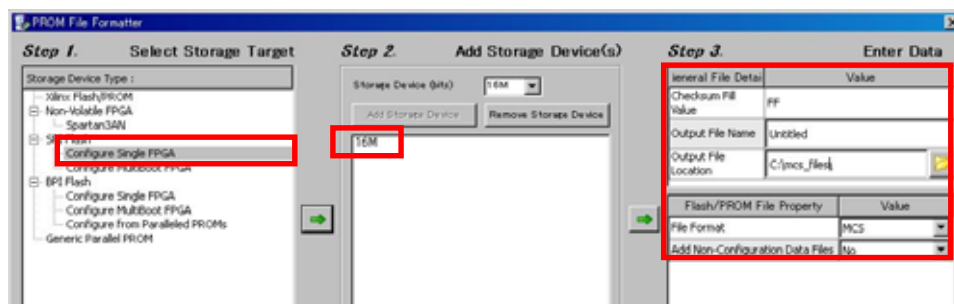 PROM File Formatter
Step 1. Select Storage Target
Storage Device Type :
Xilinx Flash/PROM
Non-Volatile FPGA
Spartan3AN
SPI Flash
Configure Single FPGA
Configure MultiBoot FPGA
BPI Flash
Configure Single FPGA
Configure MultiBoot FPGA
Configure from Paralleled PROMs
Generic Parallel PROM
Step 2. Add Storage Device(s)
Storage Device (bits) 16M
Add Storage Device Remove Storage Device
16M
Step 3. Enter Data
General File Detai Value
Checksum Fill Value FF
Output File Name Untitled
Output File Location C:\mcs_files\
Flash/PROM File Property Value
File Format MCS
Add Non-Configuration Data Files No